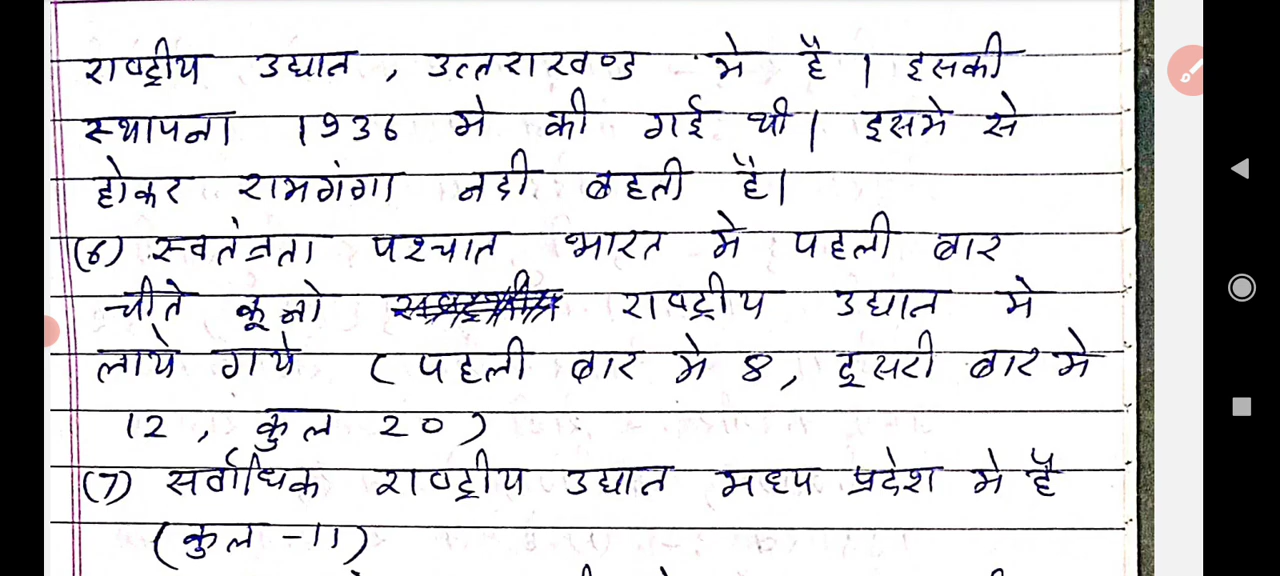 राष्ट्रीय उद्यान, उत्तराखण्ड मे है। इसकी
स्थापना 1936 मे की गई थी। इसमे से
होकर रामगंगा नदी बहती है।
(6) स्वतंत्रता पश्चात भारत मे पहली बार
चीते कूनो राष्ट्रीय उद्यान मे
लाये गये (पहली बार मे 8, दूसरी बार मे
12, कुल 20)
(7) सर्वाधिक राष्ट्रीय उद्यान मध्य प्रदेश मे है
(कुल -11)